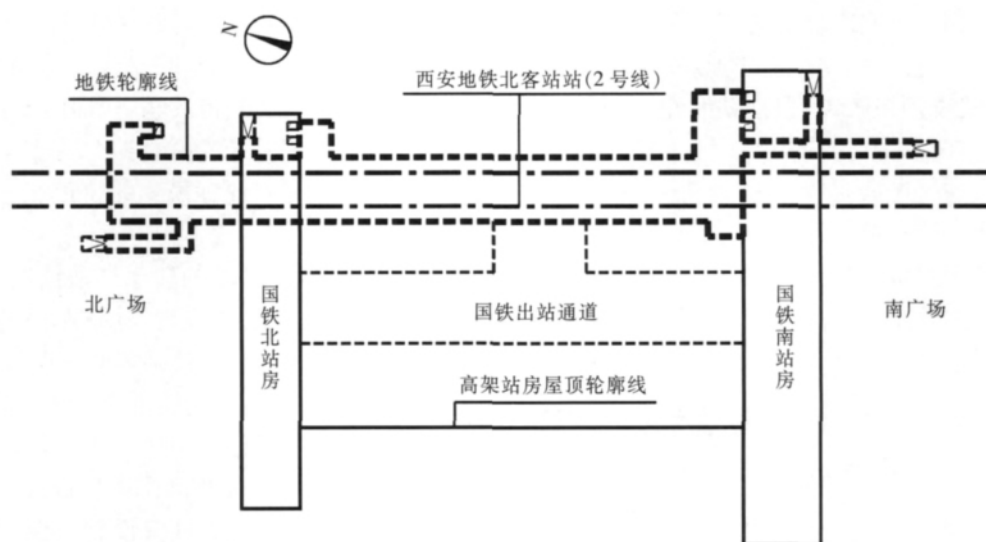 N
地铁轮廓线
西安地铁北客站站(2号线)
北广场
国铁北站房
国铁出站通道
国铁南站房
南广场
高架站房屋顶轮廓线